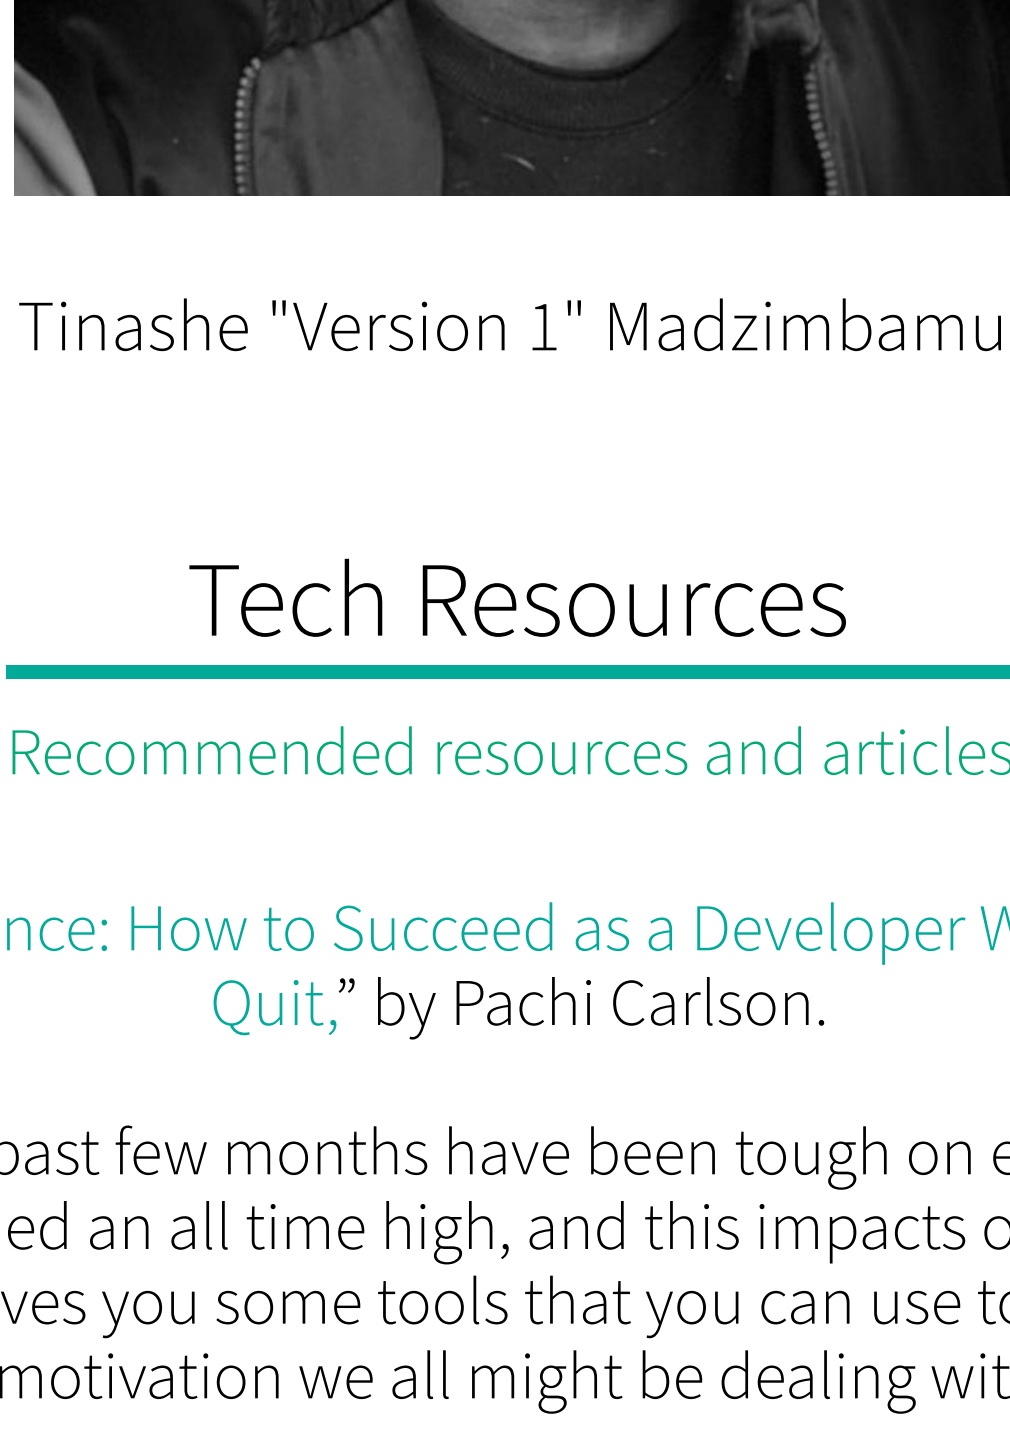 Tinashe "Version 1" Madzimbamu
Tech Resources
Recommended resources and articles
nce: How to Succeed as a Developer
Quit,” by Pachi Carlson.
past few months have been tough on
ed an all time high, and this impacts
ves you some tools that you can use to
motivation we all might be dealing wit